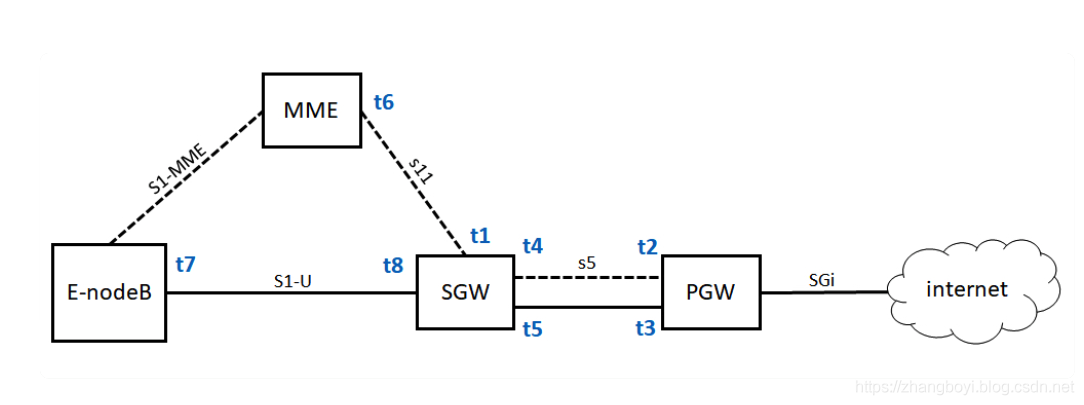 MME
t6
S1-MME
s11
t1
t4
t2
t7
t8
s5
E-nodeB
S1-U
SGW
PGW
SGi
internet
t5
t3
https://zhangboyi.blog.csdn.net